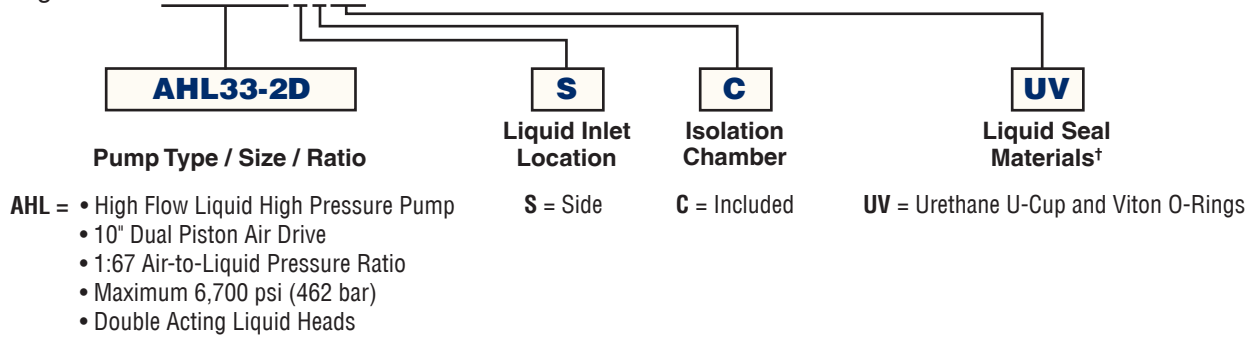 AHL33-2D
S
C
UV
Pump Type / Size / Ratio
Liquid Inlet
Location
Isolation
Chamber
Liquid Seal
Materials†
AHL = • High Flow Liquid High Pressure Pump
• 10" Dual Piston Air Drive
• 1:67 Air-to-Liquid Pressure Ratio
• Maximum 6,700 psi (462 bar)
• Double Acting Liquid Heads
S = Side
C = Included
UV = Urethane U-Cup and Viton O-Rings